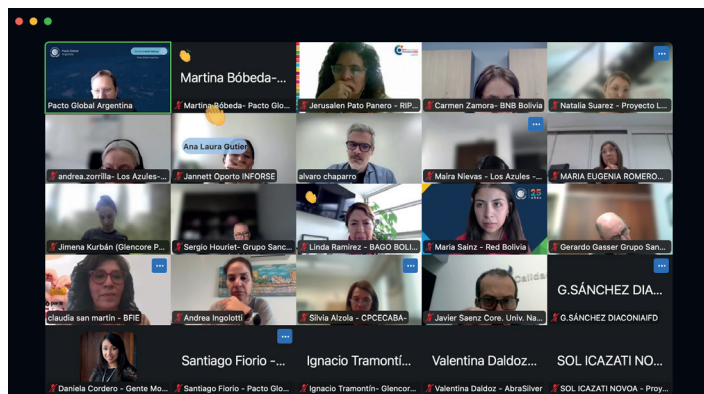 Pacto Global
Argentina
Pacto Global Argentina
Martina Bóbeda-...
Martina Bóbeda- Pacto Glo...
Jerusalen Pato Panero - RIP...
Carmen Zamora- BNB Bolivia
Natalia Suarez - Proyecto L...
andrea.zorrilla- Los Azules-...
Ana Laura Gutier
Jannett Oporto INFORSE
alvaro chaparro
Maira Nievas - Los Azules -...
MARIA EUGENIA ROMERO...
Jimena Kurbán (Glencore P...
Sergio Houriet- Grupo Sanc...
Linda Ramirez - BAGO BOLI...
25
Maria Sainz - Red Bolivia
Gerardo Gasser Grupo San...
claudia san martin - BFIE
Andrea Ingolotti
Silvia Alzola - CPCECABA-
Calidad
Javier Saenz Core. Univ. Na...
G.SÁNCHEZ DIA...
G.SÁNCHEZ DIACONIAIFD
Daniela Cordero - Gente Mo...
Santiago Fiorio -...
Santiago Fiorio - Pacto Glo...
Ignacio Tramontí...
Ignacio Tramontín- Glencor...
Valentina Daldoz...
Valentina Daldoz - AbraSilver
SOL ICAZATI NO...
SOL ICAZATI NOVOA - Proy...